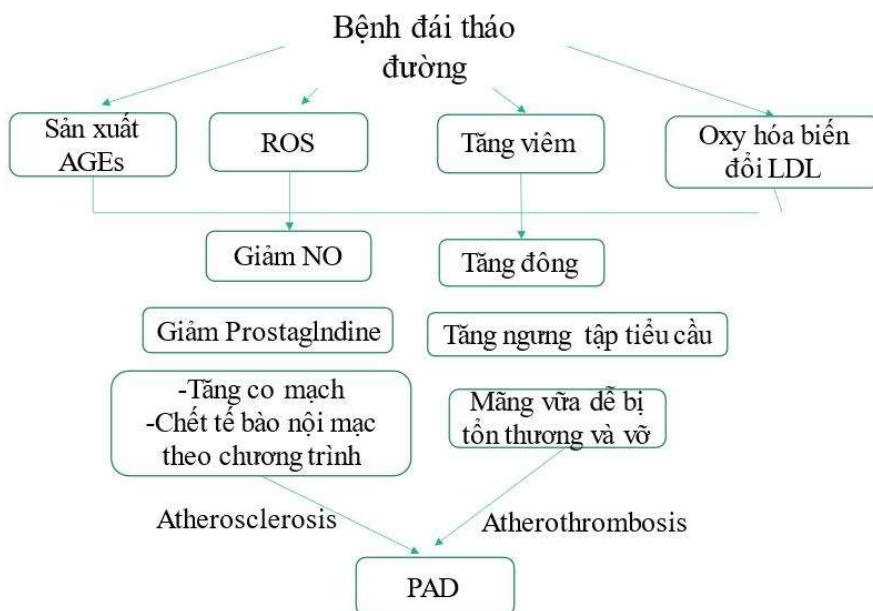 Bệnh đái tháo
đường
Sản xuất
AGEs
ROS
Tăng viêm
Oxy hóa biến
đổi LDL
Giảm NO
Tăng đông
Giảm Prostaglndine
Tăng ngưng tập tiểu cầu
-Tăng co mạch
-Chết tế bào nội mạc
theo chương trình
Mãng vữa dễ bị
tổn thương và vỡ
Atherosclerosis
Atherothrombosis
PAD